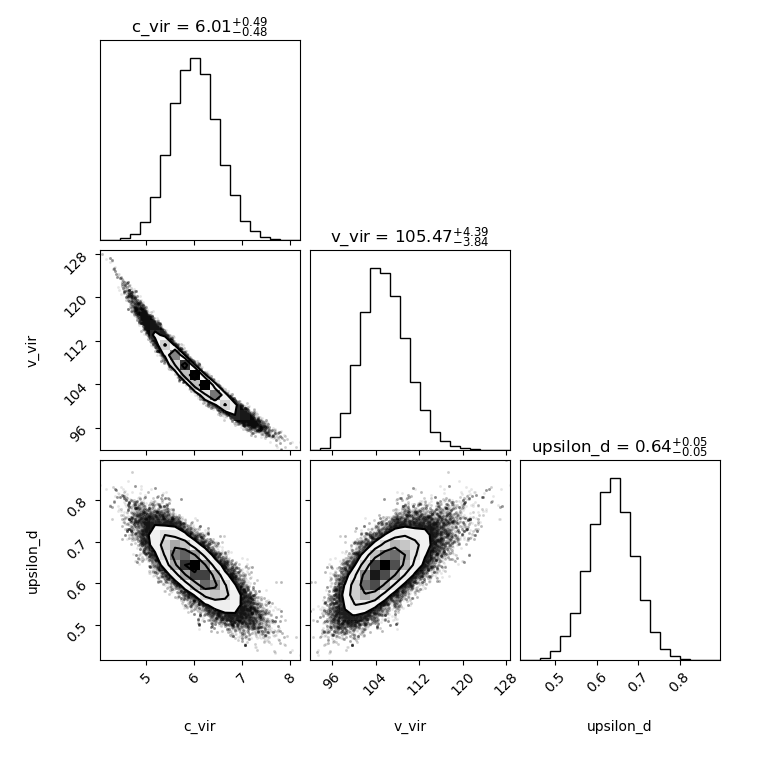 c_vir = 6.01+0.49−0.48
v_vir = 105.47+4.39−3.84
upsilon_d = 0.64+0.05−0.05
v_vir
128
120
112
104
96
upsilon_d
0.8
0.7
0.6
0.5
5 6 7 8
96 104 112 120 128
0.5 0.6 0.7 0.8
c_vir v_vir upsilon_d